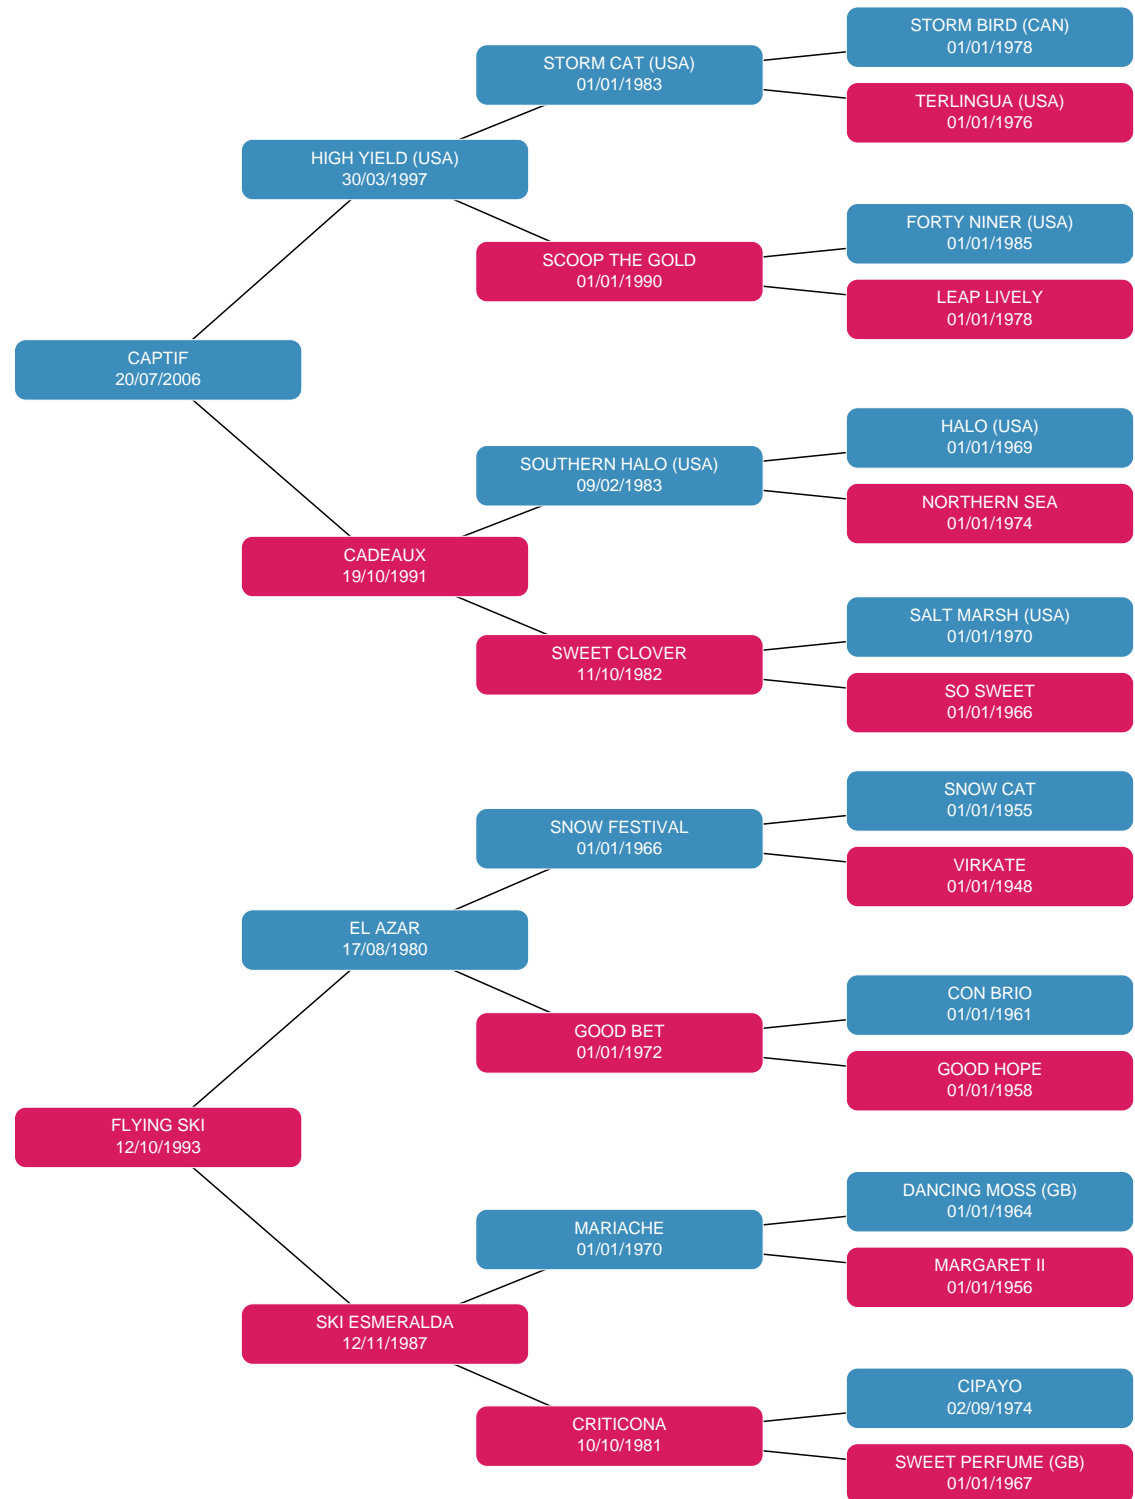 STORM BIRD (CAN)
01/01/1978
STORM CAT (USA)
01/01/1983
TERLINGUA (USA)
01/01/1976
HIGH YIELD (USA)
30/03/1997
FORTY NINER (USA)
01/01/1985
SCOOP THE GOLD
01/01/1990
LEAP LIVELY
01/01/1978
CAPTIF
20/07/2006
HALO (USA)
01/01/1969
SOUTHERN HALO (USA)
09/02/1983
NORTHERN SEA
01/01/1974
CADEAUX
19/10/1991
SALT MARSH (USA)
01/01/1970
SWEET CLOVER
11/10/1982
SO SWEET
01/01/1966
SNOW CAT
01/01/1955
SNOW FESTIVAL
01/01/1966
VIRKATE
01/01/1948
EL AZAR
17/08/1980
CON BRIO
01/01/1961
GOOD BET
01/01/1972
GOOD HOPE
01/01/1958
FLYING SKI
12/10/1993
DANCING MOSS (GB)
01/01/1964
MARIACHE
01/01/1970
MARGARET II
01/01/1956
SKI ESMERALDA
12/11/1987
CIPAYO
02/09/1974
CRITICONA
10/10/1981
SWEET PERFUME (GB)
01/01/1967